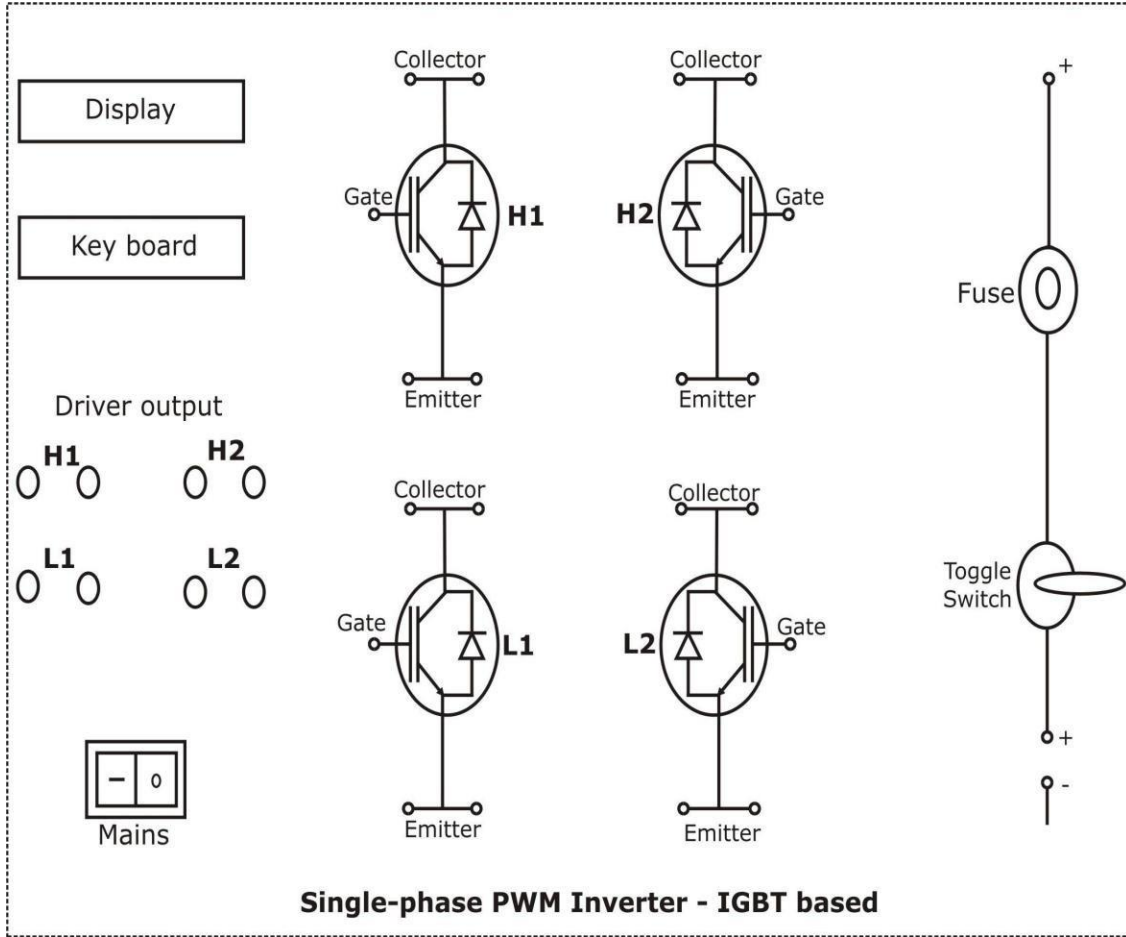 Display
Key board
Driver output
H1
H2
L1
L2
Mains
Collector
Gate
H1
Emitter
Collector
H2
Gate
Emitter
Collector
Gate
L1
Emitter
Collector
L2
Gate
Emitter
+
Fuse
Toggle
Switch
+
-
Single-phase PWM Inverter - IGBT based